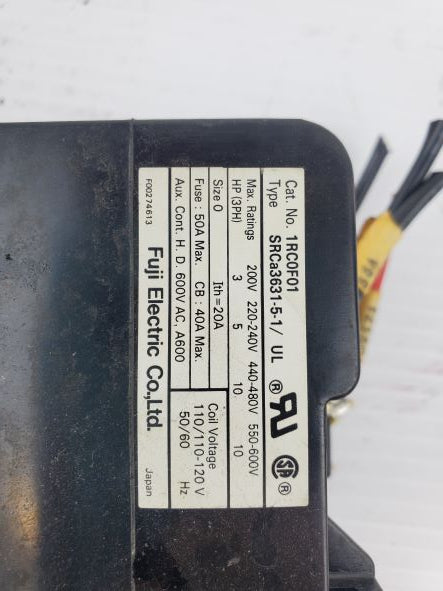 Cat. No. 1RC0F01
Type SRCa3631-5-1/ UL
Max. Ratings 200V 220-240V 440-480V 550-600V
HP (3PH) 3 5 10 10
Size 0 Ith=20A
Fuse : 50A Max. CB : 40A Max.
Aux. Cont. H. D. 600V AC, A600
Coil Voltage
110/110-120 V
50/60 Hz
Fuji Electric Co.,Ltd.
F00274613
Japan